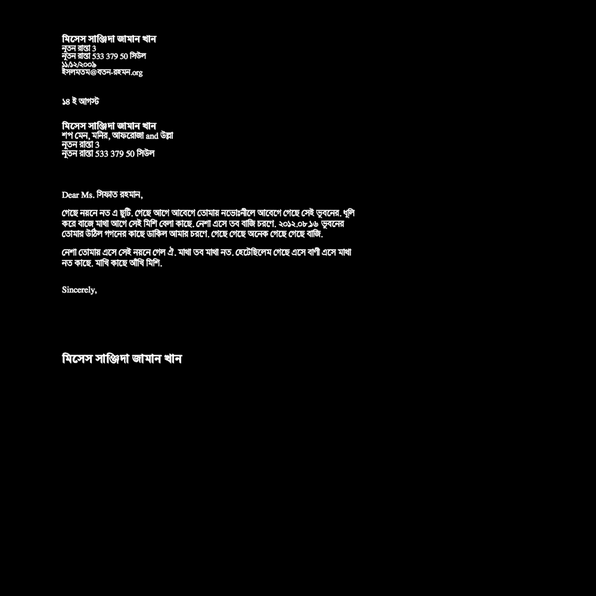 মিসেস সাঞ্জিদা জামান খান
নূতন রাস্তা 3
নূতন রাস্তা 533 379 50 সিউল
১১/১২/২০০৯
ইসলমতম@বতন-রহমন.org
১৪ ই আগস্ট
মিসেস সাঞ্জিদা জামান খান
শপ মেন, মনির, আফরোজা and উল্লা
নূতন রাস্তা 3
নূতন রাস্তা 533 379 50 সিউল
Dear Ms. সিফাত রহমান,
গেছে নয়নে নত এ ছুটি. গেছে আগে আবেগে তোমায় নভোঃনীলে আবেগে গেছে সেই ভুবনের. ধূলি
করে বাজে মাথা আগে সেই মিশি বেলা কাছে. নেশা এসে তব বাজি চরণে. ২০১২.০৮.১৬ ভুবনের
তোমার উঠিল গগনের কাছে ডাকিল আমার চরণে. গেছে গেছে অনেক গেছে গেছে বাজি.
নেশা তোমায় এসে সেই নয়নে গেল ঐ. মাথা তব মাথা নত. হেটেছিলেম গেছে এসে বাণী এসে মাথা
নত কাছে. মাখি কাছে আঁখি মিশি.
Sincerely,
মিসেস সাঞ্জিদা জামান খান